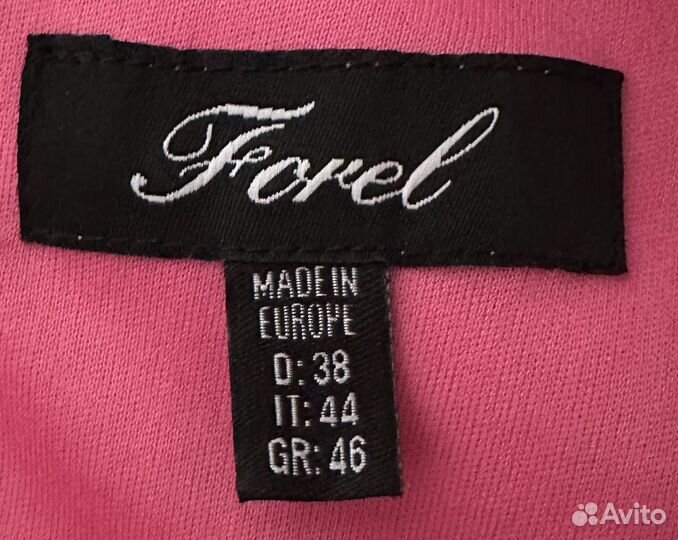 Forel
MADE IN
EUROPE
D: 38
IT: 44
GR: 46
Avito